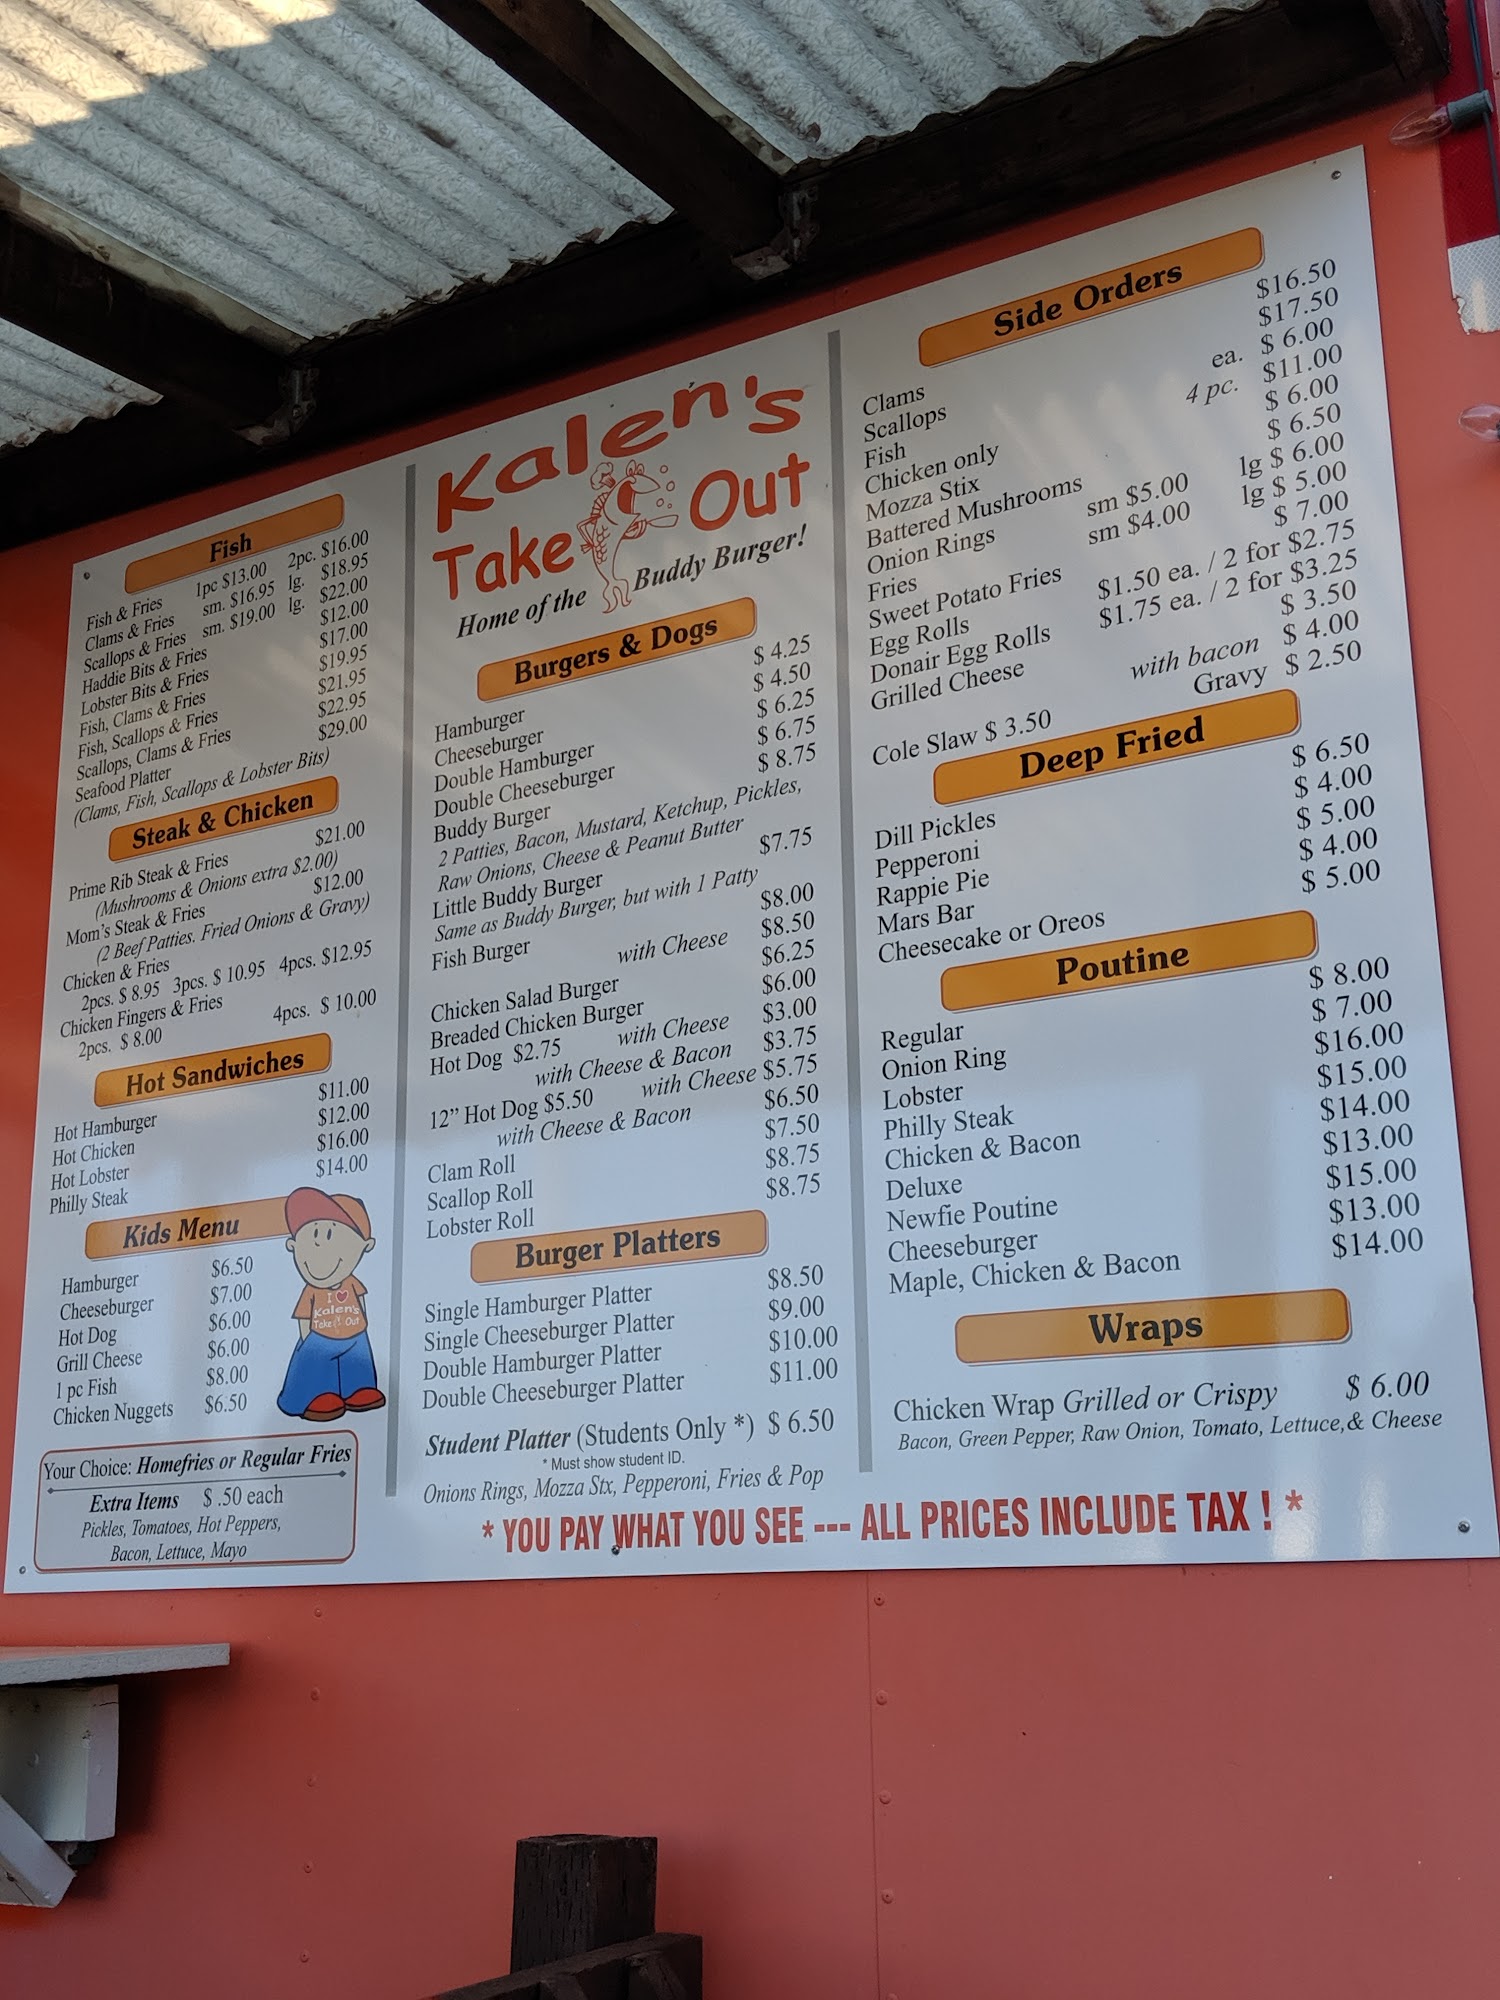 Fish
Fish & Fries 1pc $13.00 2pc. $16.00
Clams & Fries sm. $16.95 lg. $18.95
Scallops & Fries sm. $19.00 lg. $22.00
Haddie Bits & Fries $12.00
Lobster Bits & Fries $17.00
Fish, Clams & Fries $19.95
Fish, Scallops & Fries $21.95
Scallops, Clams & Fries $22.95
Seafood Platter $29.00
(Clams, Fish, Scallops & Lobster Bits)
Steak & Chicken
Prime Rib Steak & Fries $21.00
(Mushrooms & Onions extra $2.00)
Mom's Steak & Fries $12.00
(2 Beef Patties. Fried Onions & Gravy)
Chicken & Fries
2pcs. $ 8.95 3pcs. $ 10.95 4pcs. $12.95
Chicken Fingers & Fries
2pcs. $ 8.00 4pcs. $ 10.00
Hot Sandwiches
Hot Hamburger $11.00
Hot Chicken $12.00
Hot Lobster $16.00
Philly Steak $14.00
Kids Menu
Hamburger $6.50
Cheeseburger $7.00
Hot Dog $6.00
Grill Cheese $6.00
1 pc Fish $8.00
Chicken Nuggets $6.50
I
Kalen's
Take Out
Your Choice: Homefries or Regular Fries
Extra Items $ .50 each
Pickles, Tomatoes, Hot Peppers,
Bacon, Lettuce, Mayo
Kalen's
Take Out
Home of the Buddy Burger!
Burgers & Dogs
Hamburger $ 4.25
Cheeseburger $ 4.50
Double Hamburger $ 6.25
Double Cheeseburger $ 6.75
Buddy Burger $ 8.75
2 Patties, Bacon, Mustard, Ketchup, Pickles,
Raw Onions, Cheese & Peanut Butter
Little Buddy Burger $7.75
Same as Buddy Burger, but with 1 Patty
Fish Burger $8.00
with Cheese $8.50
Chicken Salad Burger $6.25
Breaded Chicken Burger $6.00
Hot Dog $2.75 with Cheese $3.00
with Cheese & Bacon $3.75
12" Hot Dog $5.50 with Cheese $5.75
with Cheese & Bacon $6.50
Clam Roll $7.50
Scallop Roll $8.75
Lobster Roll $8.75
Burger Platters
Single Hamburger Platter $8.50
Single Cheeseburger Platter $9.00
Double Hamburger Platter $10.00
Double Cheeseburger Platter $11.00
Student Platter (Students Only *) $ 6.50
* Must show student ID.
Onions Rings, Mozza Stx, Pepperoni, Fries & Pop
Side Orders
Clams $16.50
Scallops $17.50
Fish ea. $ 6.00
Chicken only 4 pc. $11.00
Mozza Stix $ 6.00
Battered Mushrooms $ 6.50
Onion Rings sm $5.00 lg $ 6.00
Fries sm $4.00 lg $ 5.00
Sweet Potato Fries $ 7.00
Egg Rolls $1.50 ea. / 2 for $2.75
Donair Egg Rolls $1.75 ea. / 2 for $3.25
Grilled Cheese $ 3.50
with bacon $ 4.00
Cole Slaw $ 3.50 Gravy $ 2.50
Deep Fried
Dill Pickles $ 6.50
Pepperoni $ 4.00
Rappie Pie $ 5.00
Mars Bar $ 4.00
Cheesecake or Oreos $ 5.00
Poutine
Regular $ 8.00
Onion Ring $ 7.00
Lobster $16.00
Philly Steak $15.00
Chicken & Bacon $14.00
Deluxe $13.00
Newfie Poutine $15.00
Cheeseburger $13.00
Maple, Chicken & Bacon $14.00
Wraps
Chicken Wrap Grilled or Crispy $ 6.00
Bacon, Green Pepper, Raw Onion, Tomato, Lettuce,& Cheese
* YOU PAY WHAT YOU SEE --- ALL PRICES INCLUDE TAX ! *